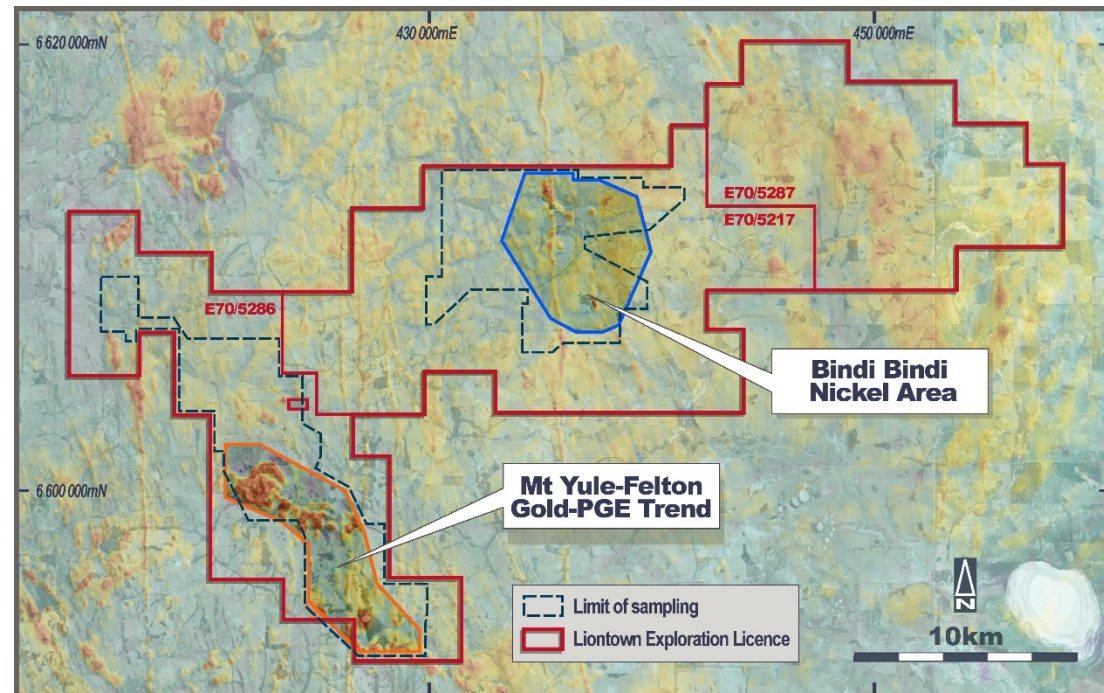 430 000mE
450 000mE
6 620 000mN
E70/5287
E70/5217
E70/5286
Bindi Bindi
Nickel Area
6 600 000mN
Mt Yule-Felton
Gold-PGE Trend
Limit of sampling
Liontown Exploration Licence
N
10km